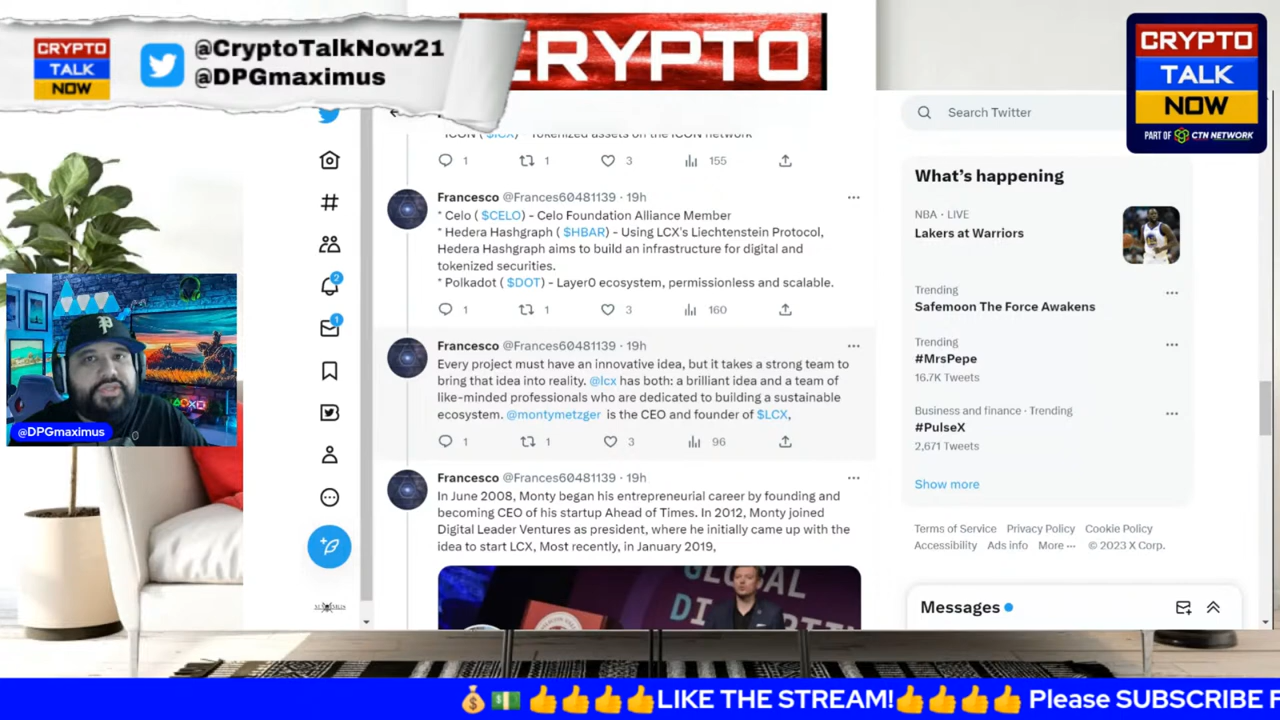 CRYPTO
TALK
NOW
@CryptoTalkNow21
@DPGmaximus
CRYPTO
CRYPTO
TALK
NOW
PART OF CTN NETWORK
Search Twitter
ICON ( $ICX) - Tokenized assets on the ICON network
1 1 3 155
Francesco @Frances60481139 · 19h
* Celo ( $CELO) - Celo Foundation Alliance Member
* Hedera Hashgraph ( $HBAR) - Using LCX's Liechtenstein Protocol,
Hedera Hashgraph aims to build an infrastructure for digital and
tokenized securities.
* Polkadot ( $DOT) - Layer0 ecosystem, permissionless and scalable.
1 1 3 160
Francesco @Frances60481139 · 19h
Every project must have an innovative idea, but it takes a strong team to
bring that idea into reality. @lcx has both: a brilliant idea and a team of
like-minded professionals who are dedicated to building a sustainable
ecosystem. @montymetzger is the CEO and founder of $LCX,
1 1 3 96
Francesco @Frances60481139 · 19h
In June 2008, Monty began his entrepreneurial career by founding and
becoming CEO of his startup Ahead of Times. In 2012, Monty joined
Digital Leader Ventures as president, where he initially came up with the
idea to start LCX, Most recently, in January 2019,
GLOBAL
2
1
@DPGmaximus
What's happening
NBA · LIVE
Lakers at Warriors
Trending
Safemoon The Force Awakens
Trending
#MrsPepe
16.7K Tweets
Business and finance · Trending
#PulseX
2,671 Tweets
Show more
Terms of Service Privacy Policy Cookie Policy
Accessibility Ads info More ··· © 2023 X Corp.
Messages
LIKE THE STREAM! Please SUBSCRIBE F